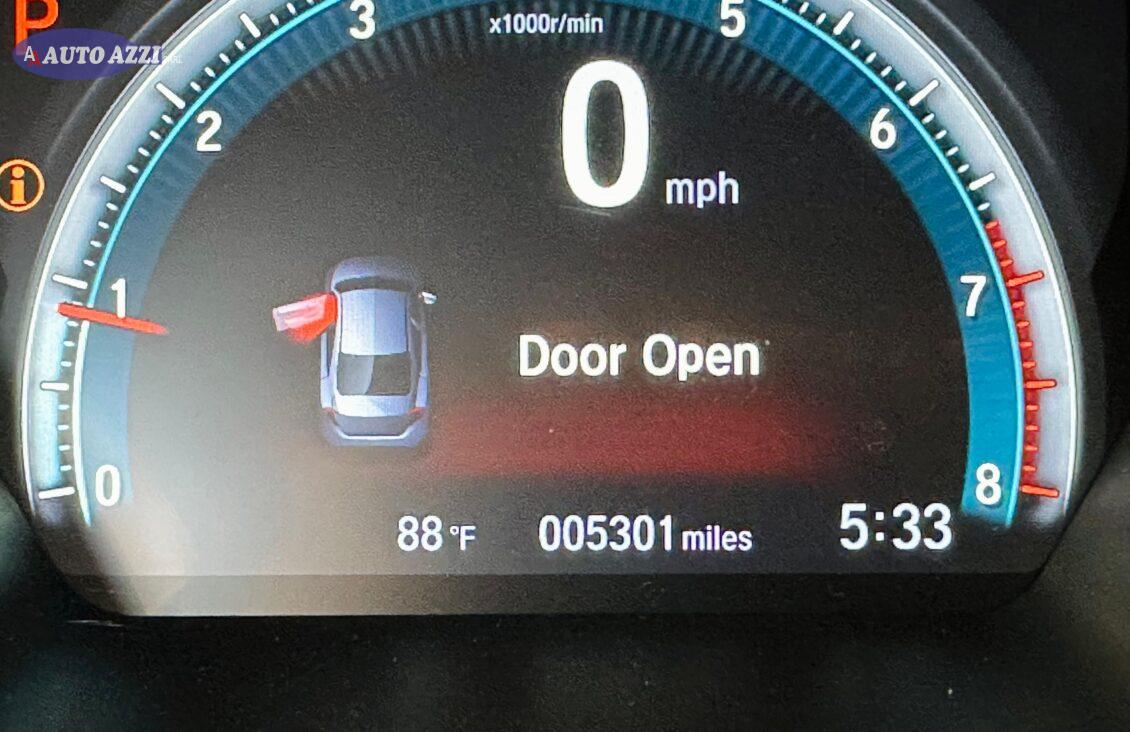 P
A AUTO AZZI
3
x1000r/min
5
2
0
6
mph
i
1
7
Door Open
0
8
88 °F
005301 miles
5:33